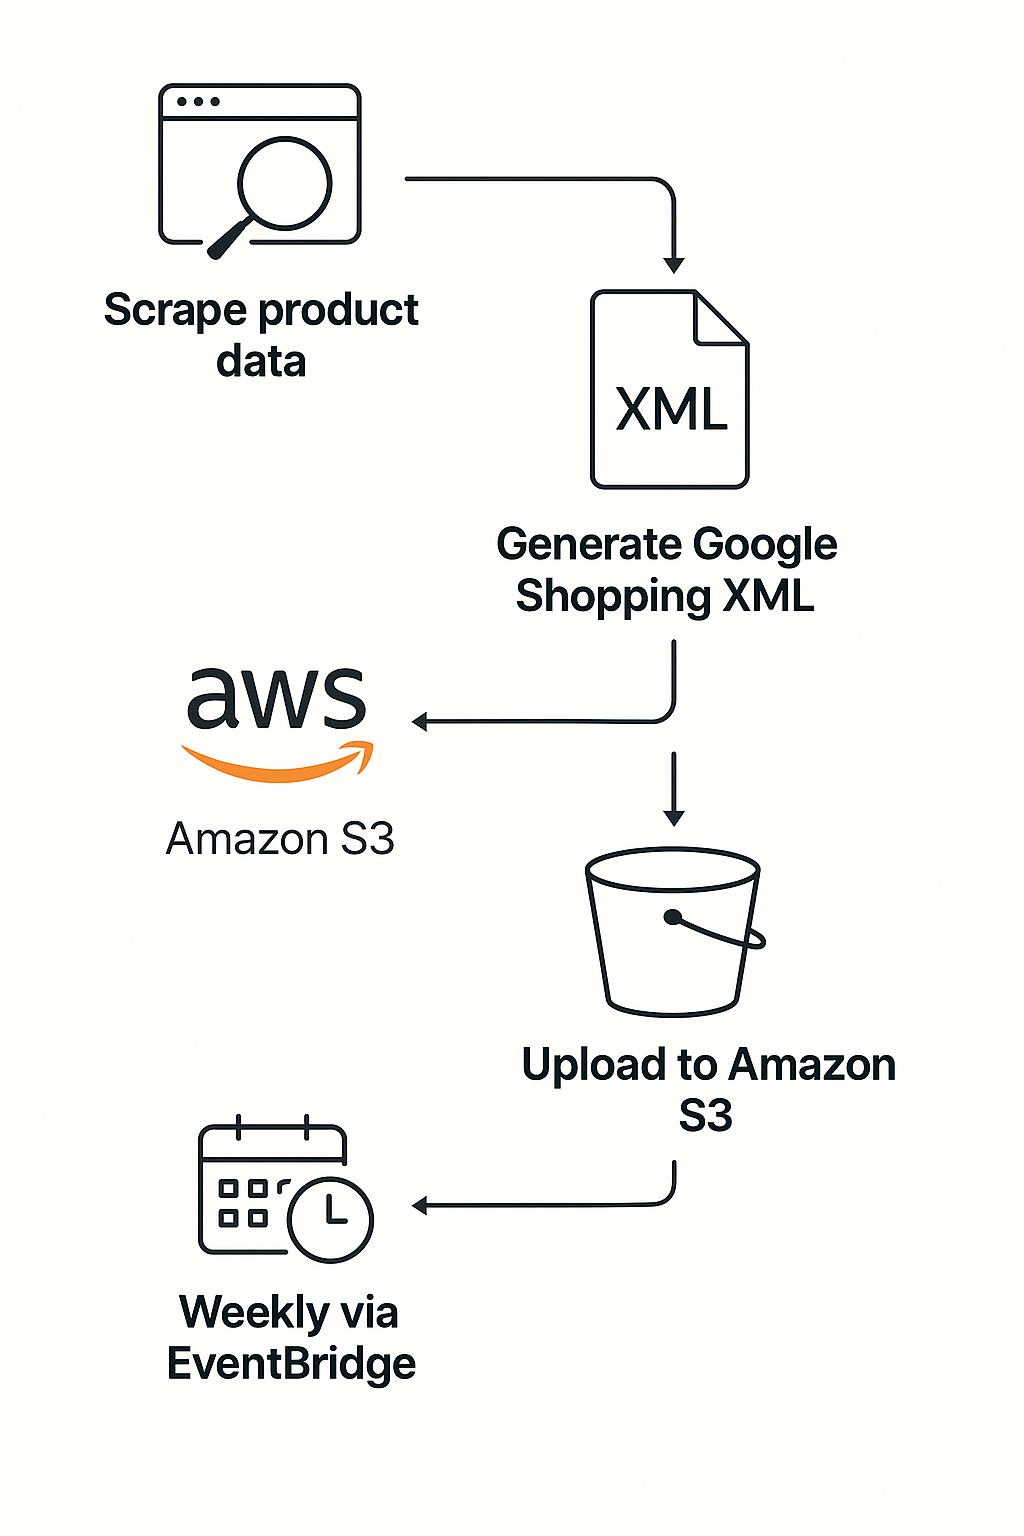 Scrape product
data
XML
Generate Google
Shopping XML
aws
Amazon S3
Upload to Amazon
S3
Weekly via
EventBridge